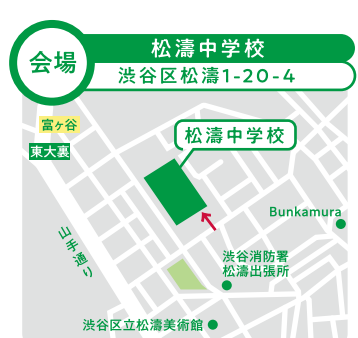 会場
松濤中学校
渋谷区松濤1-20-4
富ヶ谷
東大裏
松濤中学校
山手通り
Bunkamura
渋谷消防署
松濤出張所
渋谷区立松濤美術館